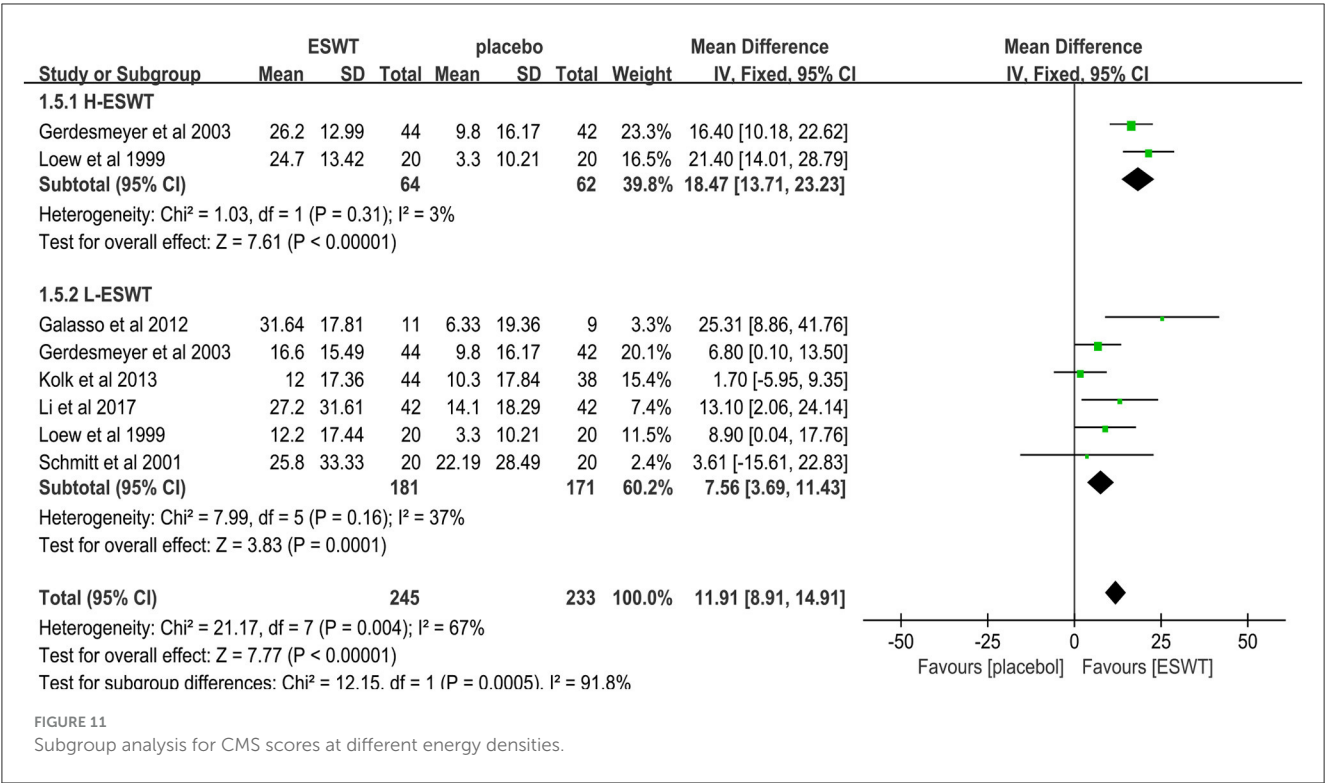 ESWT placebo Mean Difference Mean Difference
Study or Subgroup Mean SD Total Mean SD Total Weight IV, Fixed, 95% CI IV, Fixed, 95% CI
1.5.1 H-ESWT
Gerdesmeyer et al 2003 26.2 12.99 44 9.8 16.17 42 23.3% 16.40 [10.18, 22.62]
Loew et al 1999 24.7 13.42 20 3.3 10.21 20 16.5% 21.40 [14.01, 28.79]
Subtotal (95% CI) 64 62 39.8% 18.47 [13.71, 23.23]
Heterogeneity: Chi² = 1.03, df = 1 (P = 0.31); I² = 3%
Test for overall effect: Z = 7.61 (P < 0.00001)
1.5.2 L-ESWT
Galasso et al 2012 31.64 17.81 11 6.33 19.36 9 3.3% 25.31 [8.86, 41.76]
Gerdesmeyer et al 2003 16.6 15.49 44 9.8 16.17 42 20.1% 6.80 [0.10, 13.50]
Kolk et al 2013 12 17.36 44 10.3 17.84 38 15.4% 1.70 [-5.95, 9.35]
Li et al 2017 27.2 31.61 42 14.1 18.29 42 7.4% 13.10 [2.06, 24.14]
Loew et al 1999 12.2 17.44 20 3.3 10.21 20 11.5% 8.90 [0.04, 17.76]
Schmitt et al 2001 25.8 33.33 20 22.19 28.49 20 2.4% 3.61 [-15.61, 22.83]
Subtotal (95% CI) 181 171 60.2% 7.56 [3.69, 11.43]
Heterogeneity: Chi² = 7.99, df = 5 (P = 0.16); I² = 37%
Test for overall effect: Z = 3.83 (P = 0.0001)
Total (95% CI) 245 233 100.0% 11.91 [8.91, 14.91]
Heterogeneity: Chi² = 21.17, df = 7 (P = 0.004); I² = 67%
Test for overall effect: Z = 7.77 (P < 0.00001)
Test for subgroup differences: Chi² = 12.15, df = 1 (P = 0.0005), I² = 91.8%
-50 -25 0 25 50
Favours [placebol] Favours [ESWT]
FIGURE 11
Subgroup analysis for CMS scores at different energy densities.